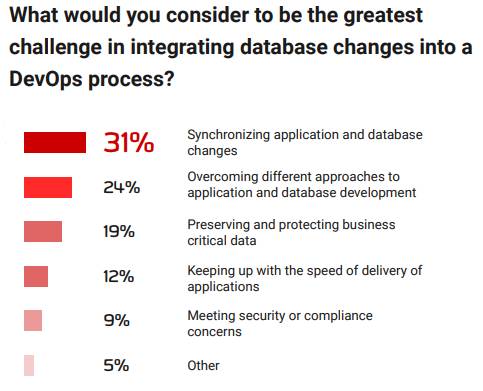 What would you consider to be the greatest
challenge in integrating database changes into a
DevOps process?
31%
Synchronizing application and database
changes
24%
Overcoming different approaches to
application and database development
19%
Preserving and protecting business
critical data
12%
Keeping up with the speed of delivery of
applications
9%
Meeting security or compliance
concerns
5%
Other